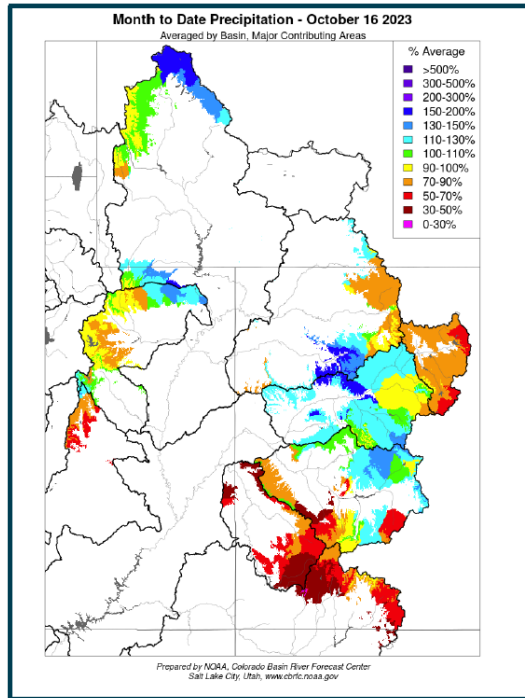 Month to Date Precipitation - October 16 2023
Averaged by Basin, Major Contributing Areas
% Average
>500%
300-500%
200-300%
150-200%
130-150%
110-130%
100-110%
90-100%
70-90%
50-70%
30-50%
0-30%
Prepared by NOAA, Colorado Basin River Forecast Center
Salt Lake City, Utah, www.cbrfc.noaa.gov